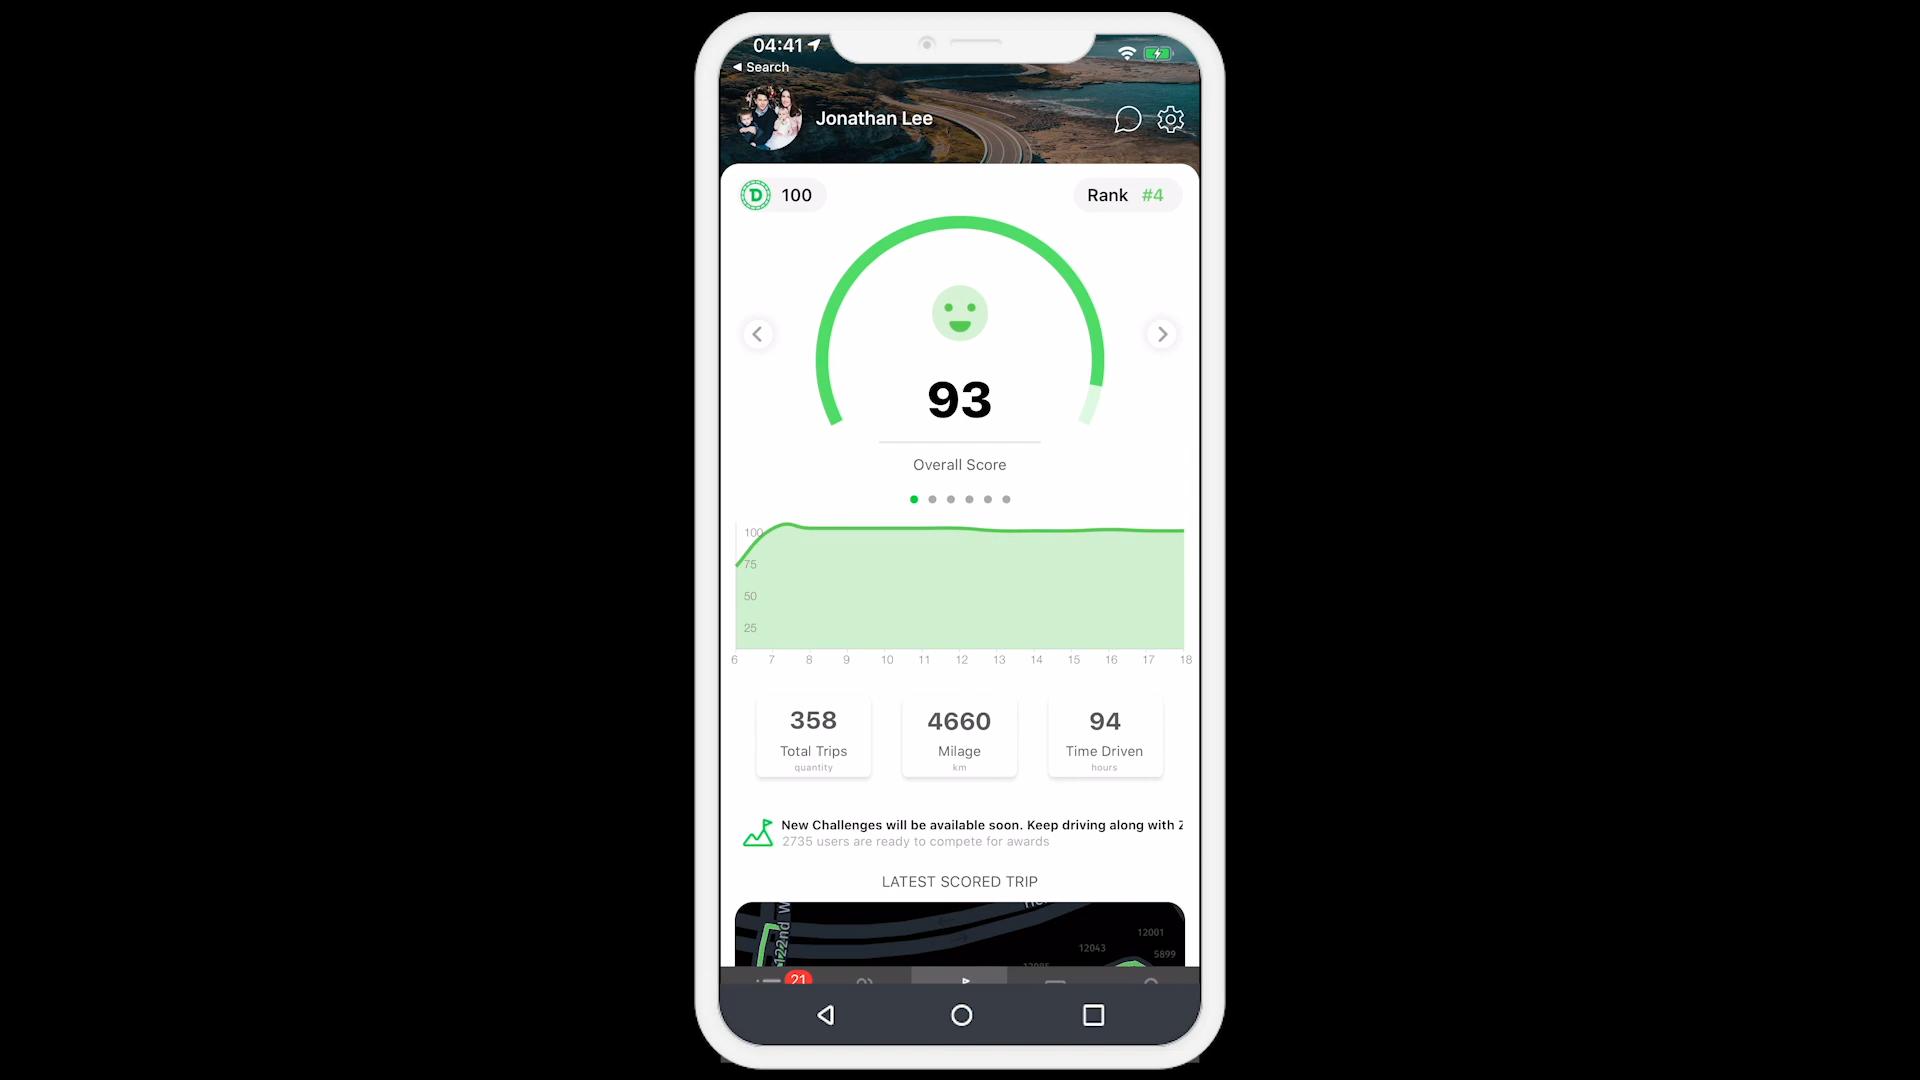 04:41
Search
Jonathan Lee
D 100
Rank #4
93
Overall Score
100
75
50
25
6 7 8 9 10 11 12 13 14 15 16 17 18
358
Total Trips
quantity
4660
Milage
km
94
Time Driven
hours
New Challenges will be available soon. Keep driving along with
2735 users are ready to compete for awards
LATEST SCORED TRIP
122nd
12001
12043
5899
21